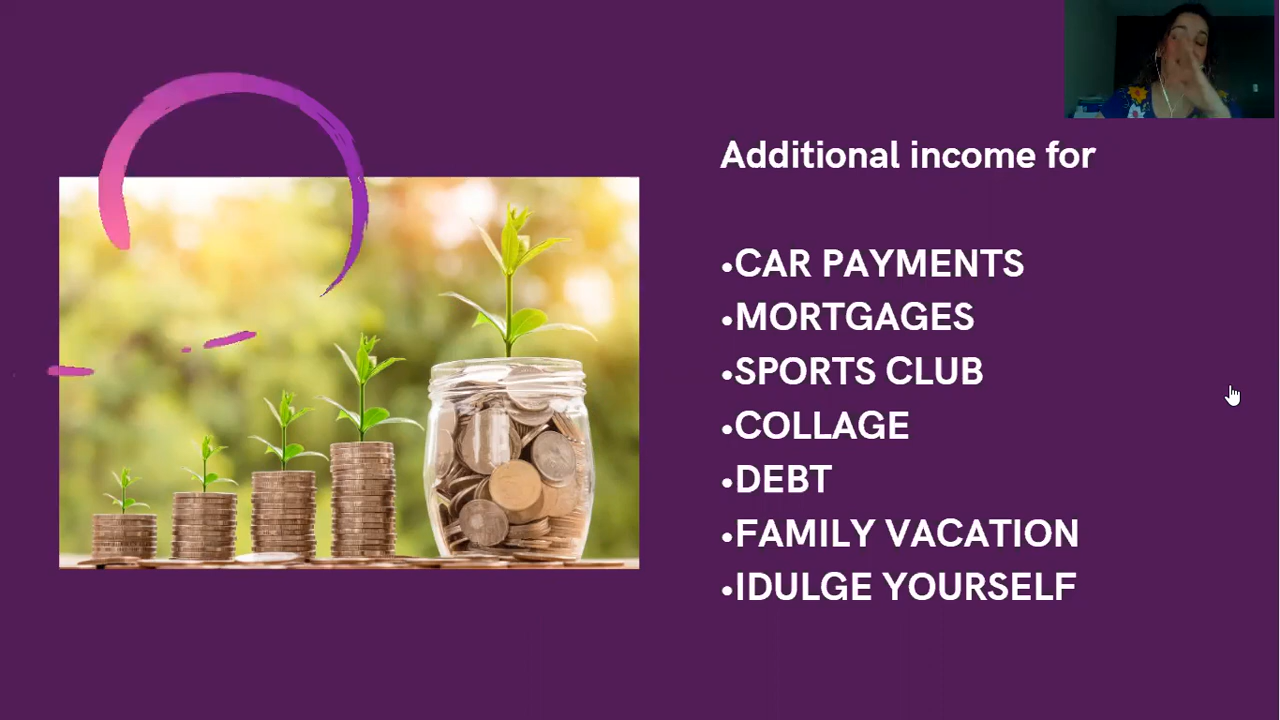 Additional income for
•CAR PAYMENTS
•MORTGAGES
•SPORTS CLUB
•COLLAGE
•DEBT
•FAMILY VACATION
•IDULGE YOURSELF